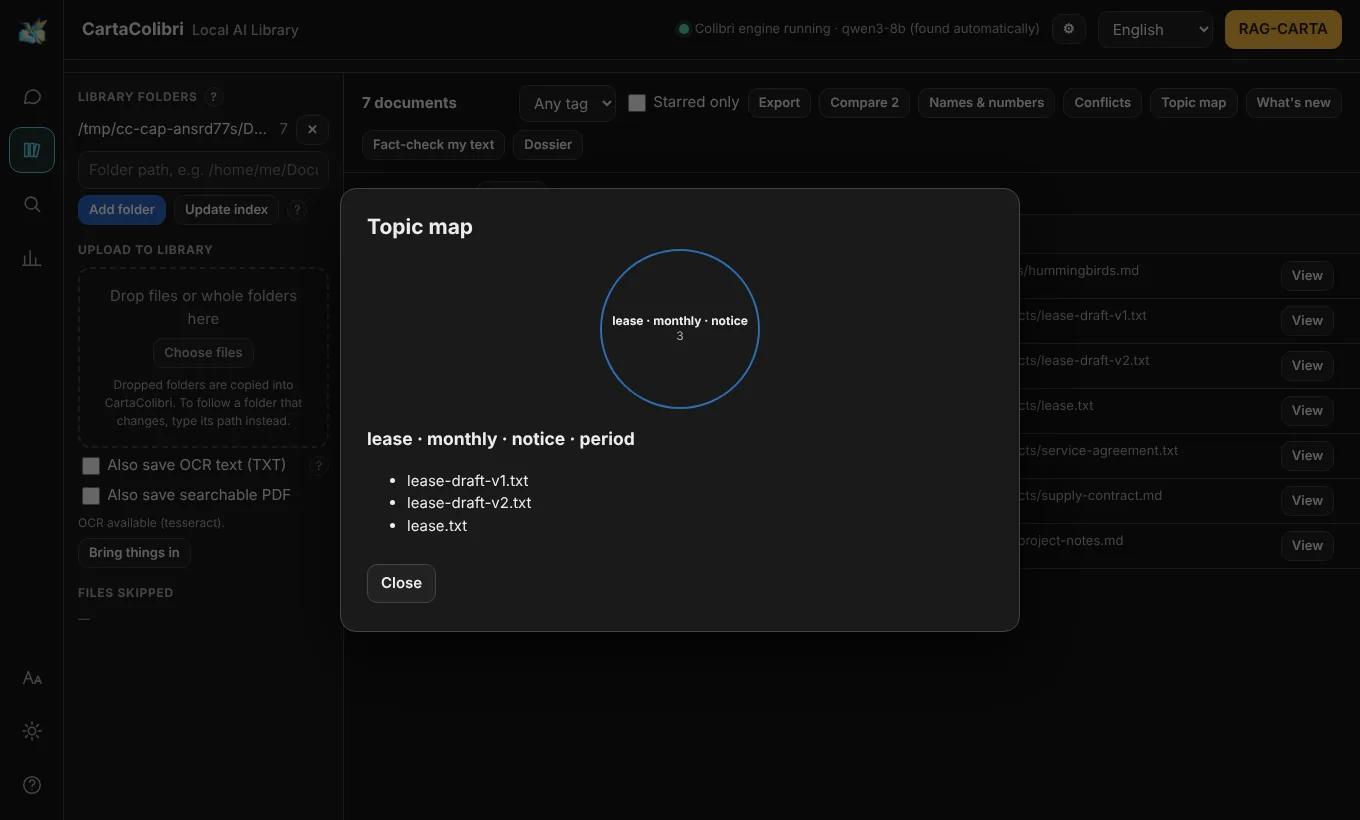 CartaColibri Local AI Library
Colibri engine running · qwen3-8b (found automatically)
English
RAG-CARTA
LIBRARY FOLDERS ?
/tmp/cc-cap-ansrd77s/D... 7 ×
Folder path, e.g. /home/me/Docu
Add folder
Update index
?
UPLOAD TO LIBRARY
Drop files or whole folders
here
Choose files
Dropped folders are copied into
CartaColibri. To follow a folder that
changes, type its path instead.
Also save OCR text (TXT) ?
Also save searchable PDF
OCR available (tesseract).
Bring things in
FILES SKIPPED
—
AA
7 documents
Any tag
Starred only
Export
Compare 2
Names & numbers
Conflicts
Topic map
What's new
Fact-check my text
Dossier
Topic map
lease · monthly · notice
3
lease · monthly · notice · period
• lease-draft-v1.txt
• lease-draft-v2.txt
• lease.txt
Close
s/hummingbirds.md View
cts/lease-draft-v1.txt View
cts/lease-draft-v2.txt View
cts/lease.txt View
cts/service-agreement.txt View
cts/supply-contract.md View
project-notes.md View